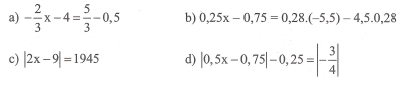 a) −2/3 x − 4 = 5/3 − 0,5
b) 0,25x − 0,75 = 0,28.(−5,5) − 4,5.0,28
c) |2x − 9| = 1945
d) |0,5x − 0,75| − 0,25 = |−3/4|